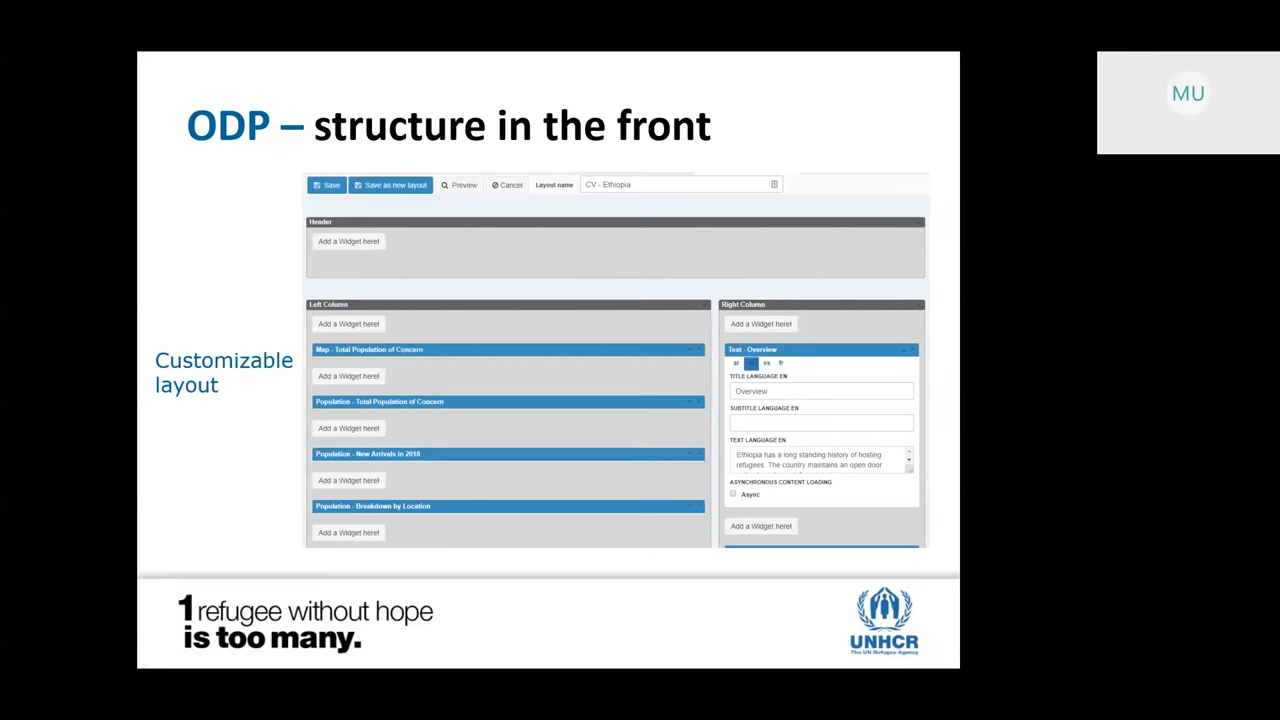 MU
ODP – structure in the front
Save
Save as new layout
Preview
Cancel
Layout name
CV - Ethiopia
Header
Add a Widget here!
Left Column
Add a Widget here!
Map - Total Population of Concern
Add a Widget here!
Population - Total Population of Concern
Add a Widget here!
Population - New Arrivals in 2018
Add a Widget here!
Population - Breakdown by Location
Add a Widget here!
Right Column
Add a Widget here!
Text - Overview
ar
es
fr
TITLE LANGUAGE EN
Overview
SUBTITLE LANGUAGE EN
TEXT LANGUAGE EN
Ethiopia has a long standing history of hosting
refugees. The country maintains an open door
ASYNCHRONOUS CONTENT LOADING
Async
Add a Widget here!
Customizable
layout
1 refugee without hope
is too many.
UNHCR
The UN Refugee Agency